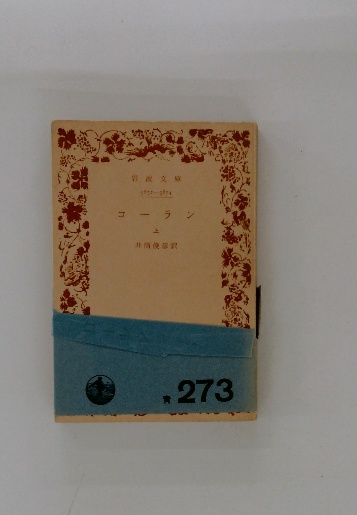 岩波文庫
コーラン
上
井筒俊彦訳
273